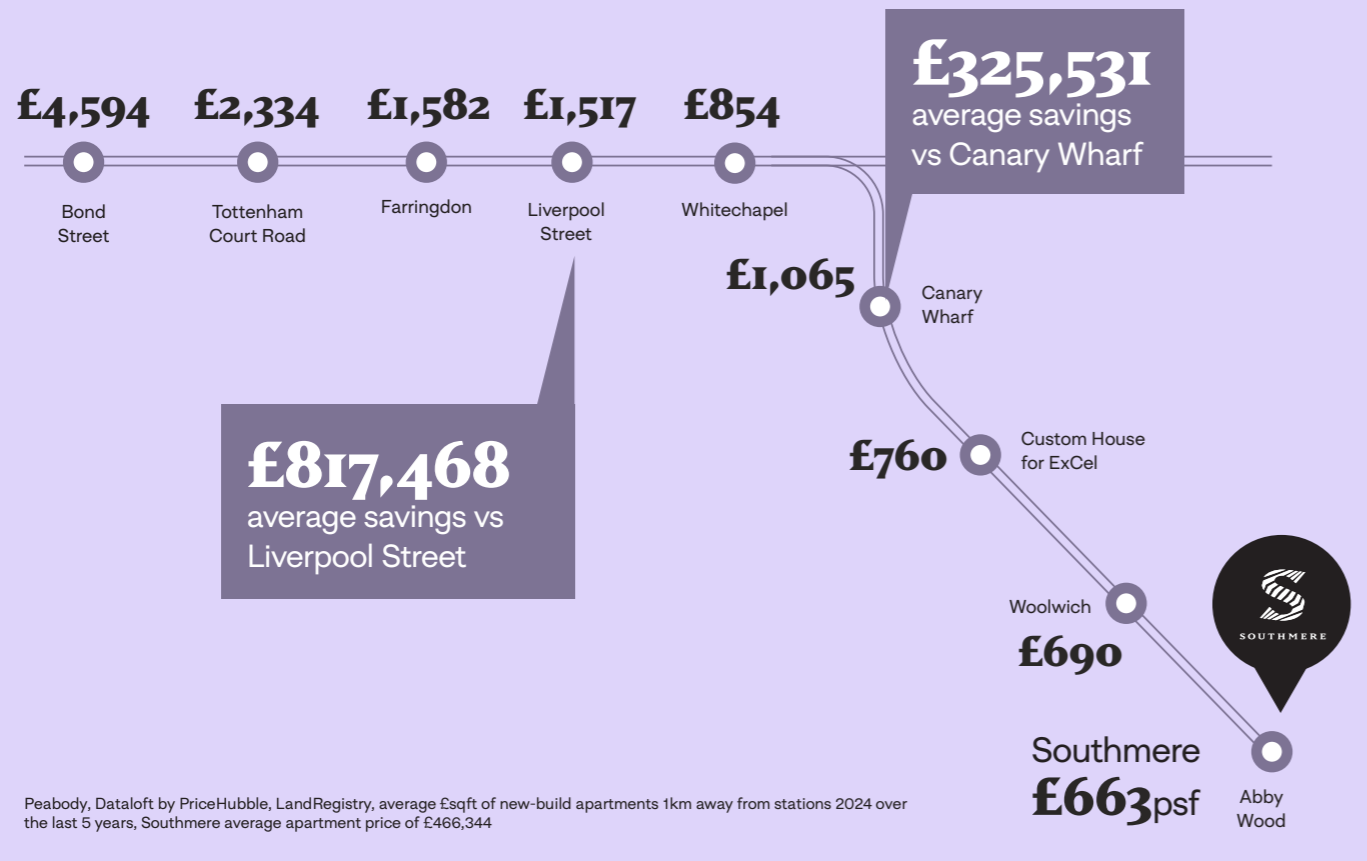 £4,594
Bond
Street
£2,334
Tottenham
Court Road
£1,582
Farringdon
£1,517
Liverpool
Street
£854
Whitechapel
£325,531
average savings
vs Canary Wharf
£1,065
Canary
Wharf
£817,468
average savings vs
Liverpool Street
£760
Custom House
for ExCel
Woolwich
£690
S
SOUTHMERE
Southmere
£663psf
Abby
Wood
Peabody, Dataloft by PriceHubble, LandRegistry, average £sqft of new-build apartments 1km away from stations 2024 over
the last 5 years, Southmere average apartment price of £466,344